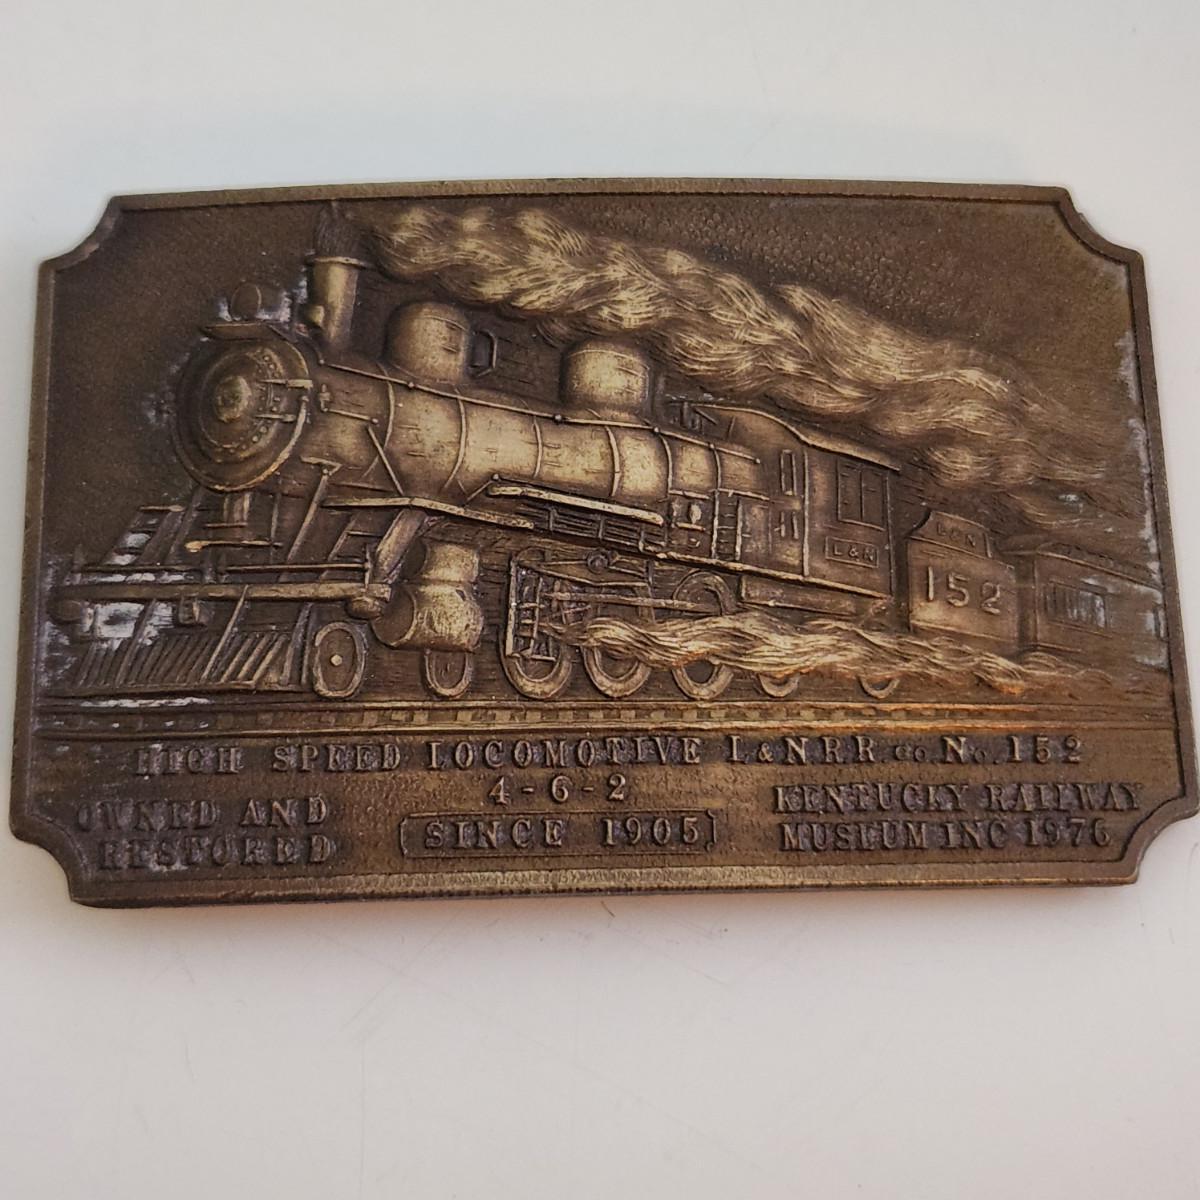 L&N
L&N
152
HIGH SPEED LOCOMOTIVE L&NRR. Co. No. 152
4-6-2
OWNED AND
RESTORED
SINCE 1905
KENTUCKY RAILWAY
MUSEUM INC 1976